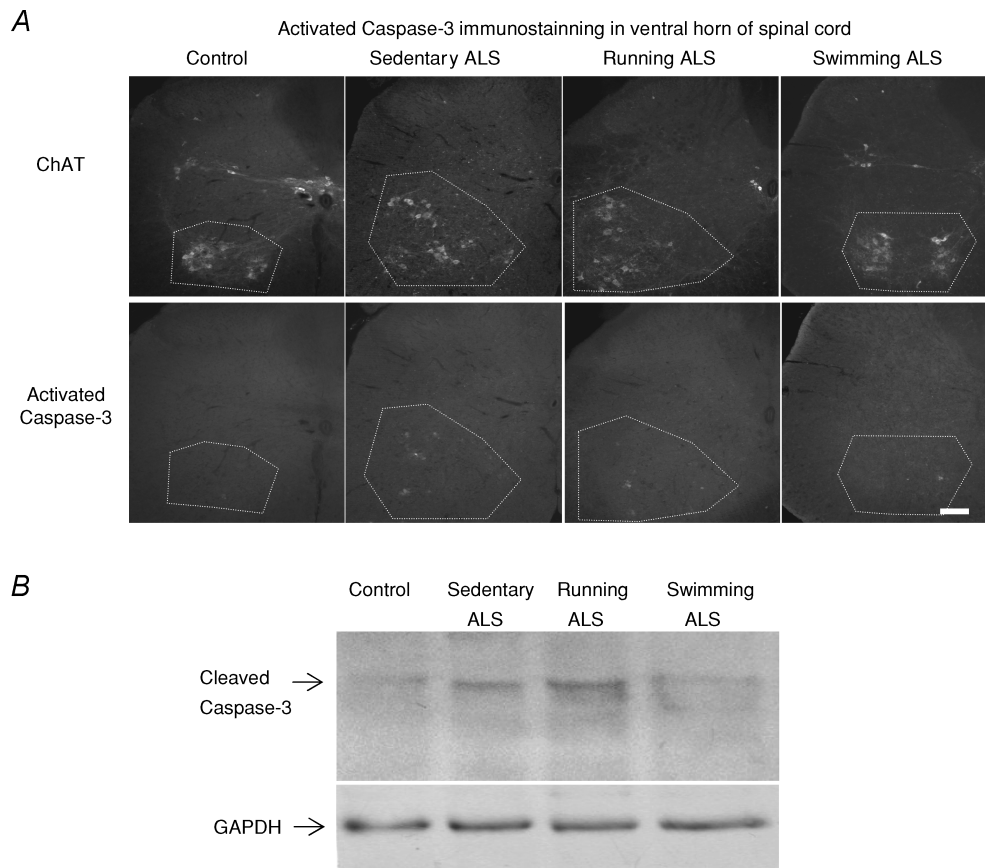 A
Activated Caspase-3 immunostainning in ventral horn of spinal cord
Control Sedentary ALS Running ALS Swimming ALS
ChAT
Activated
Caspase-3
B
Control Sedentary Running Swimming
ALS ALS ALS
Cleaved
Caspase-3
GAPDH